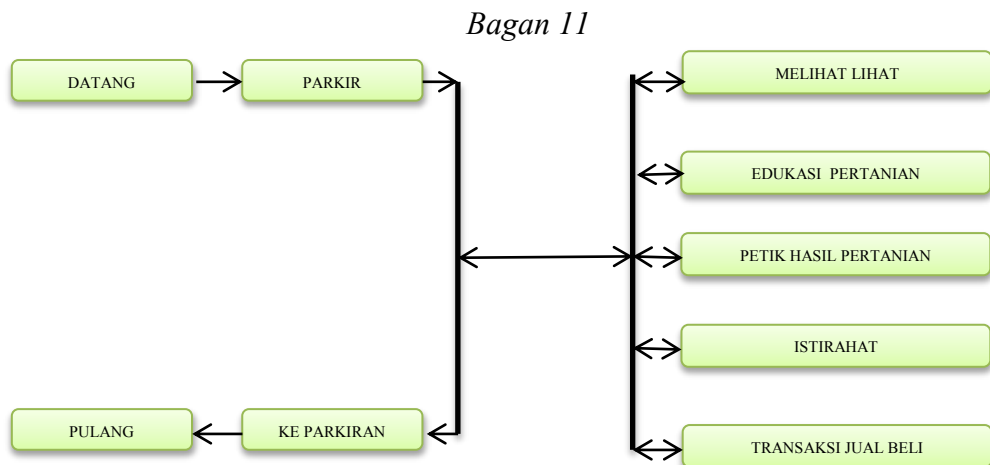 Bagan 11
DATANG
PARKIR
MELIHAT LIHAT
EDUKASI PERTANIAN
PETIK HASIL PERTANIAN
ISTIRAHAT
PULANG
KE PARKIRAN
TRANSAKSI JUAL BELI